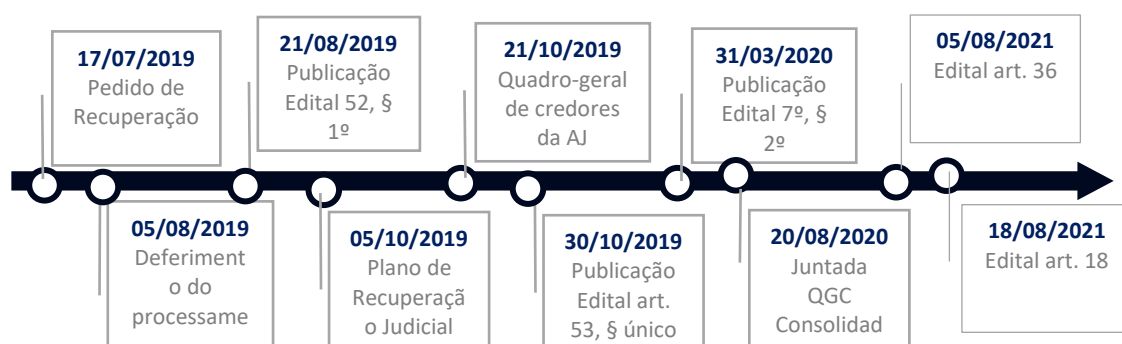 17/07/2019
Pedido de
Recuperação
05/08/2019
Deferiment
o do
processame
21/08/2019
Publicação
Edital 52, §
1º
05/10/2019
Plano de
Recuperaçã
o Judicial
21/10/2019
Quadro-geral
de credores
da AJ
30/10/2019
Publicação
Edital art.
53, § único
31/03/2020
Publicação
Edital 7º, §
2º
20/08/2020
Juntada
QGC
Consolidad
05/08/2021
Edital art. 36
18/08/2021
Edital art. 18